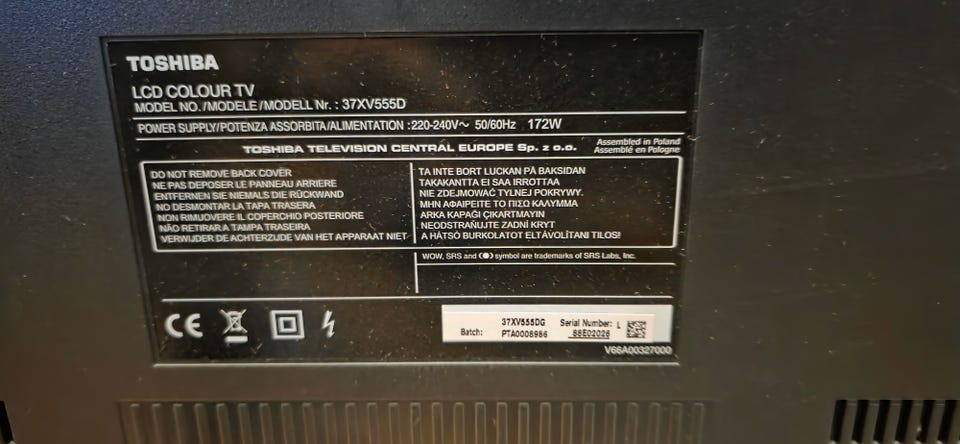 TOSHIBA
LCD COLOUR TV
MODEL NO./MODELE/MODELL Nr. : 37XV555D
POWER SUPPLY/POTENZA ASSORBITA/ALIMENTATION :220-240V~ 50/60Hz 172W
TOSHIBA TELEVISION CENTRAL EUROPE Sp. z o.o.
Assembled in Poland
Assemblé en Pologne
DO NOT REMOVE BACK COVER
NE PAS DEPOSER LE PANNEAU ARRIERE
ENTFERNEN SIE NIEMALS DIE RÜCKWAND
NO DESMONTAR LA TAPA TRASERA
NON RIMUOVERE IL COPERCHIO POSTERIORE
NÃO RETIRAR A TAMPA TRASEIRA
VERWIJDER DE ACHTERZIJDE VAN HET APPARAAT NIET
TA INTE BORT LUCKAN PÅ BAKSIDAN
TAKAKANTTA EI SAA IRROTTAA
NIE ZDEJMOWAĆ TYLNEJ POKRYWY.
ΜΗΝ ΑΦΑΙΡΕΙΤΕ ΤΟ ΠΙΣΩ ΚΑΛΥΜΜΑ
ARKA KAPAĞI ÇIKARTMAYIN
NEODSTRAŇUJTE ZADNÍ KRYT
A HÁTSÓ BURKOLATOT ELTÁVOLÍTANI TILOS!
WOW, SRS and symbol are trademarks of SRS Labs, Inc.
CE
37XV555DG Serial Number: L
Batch: PTA0008986 88E02026
V66A00327000